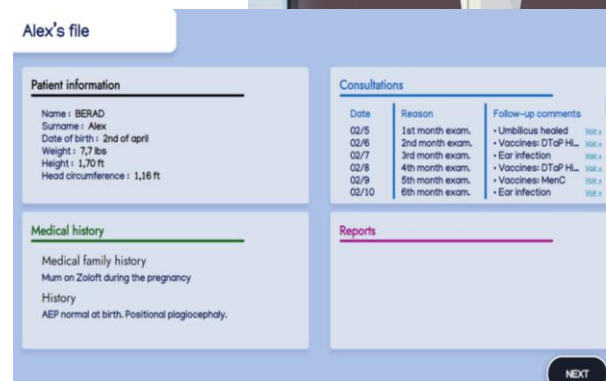 Alex's file
Patient information
Name : BERAD
Surname : Alex
Date of birth : 2nd of april
Weight : 7,7 lbs
Height : 1,70 ft
Head circumference : 1,16 ft
Consultations
Date Reason Follow-up comments
02/5 1st month exam. • Umbilicus healed
02/6 2nd month exam. • Vaccines: DTaP Hi...
02/7 3rd month exam. • Ear infection
02/8 4th month exam. • Vaccines: DTaP Hi...
02/9 5th month exam. • Vaccines: MenC
02/10 6th month exam. • Ear infection
Medical history
Medical family history
Mum on Zoloft during the pregnancy
History
AEP normal at birth. Positional plagiocephaly.
Reports
NEXT